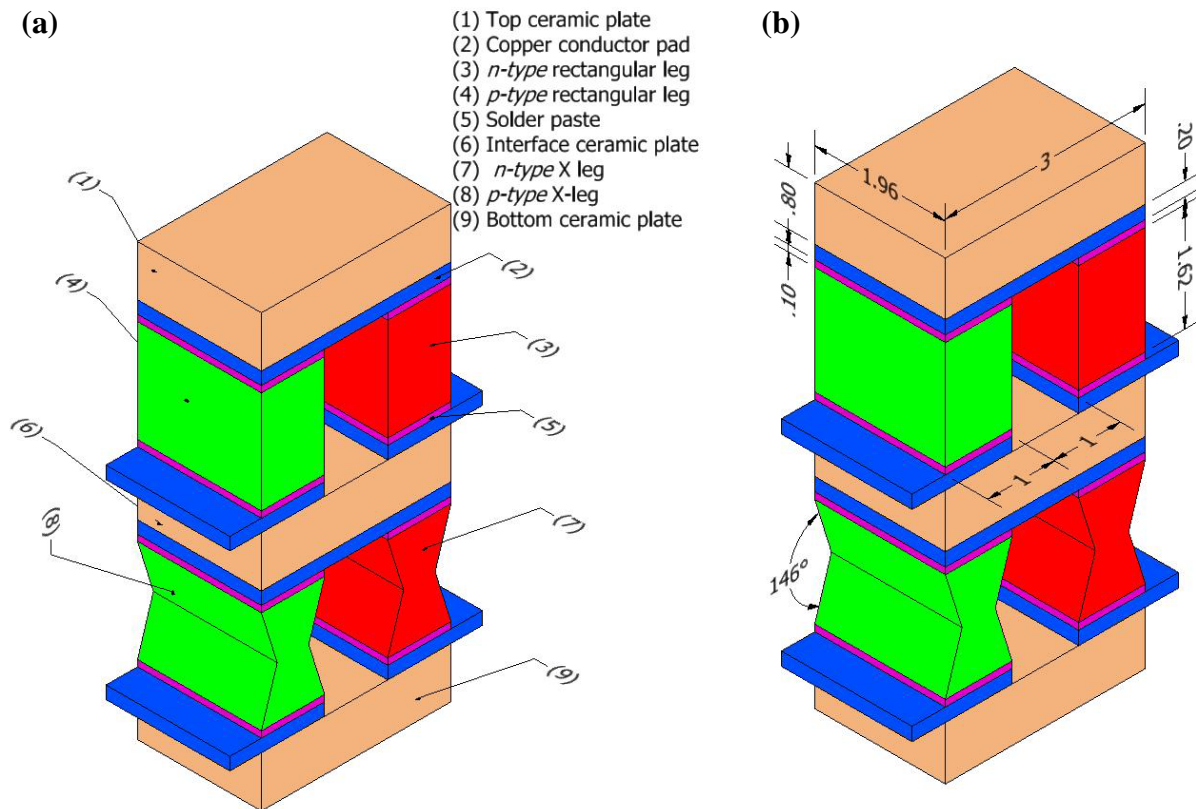 (a)
(1) Top ceramic plate
(2) Copper conductor pad
(3) n-type rectangular leg
(4) p-type rectangular leg
(5) Solder paste
(6) Interface ceramic plate
(7) n-type X leg
(8) p-type X-leg
(9) Bottom ceramic plate
(1)
(2)
(4)
(3)
(6)
(5)
(8)
(7)
(9)
(b)
.20
3
1.96
.80
1.62
.10
1
1
146°